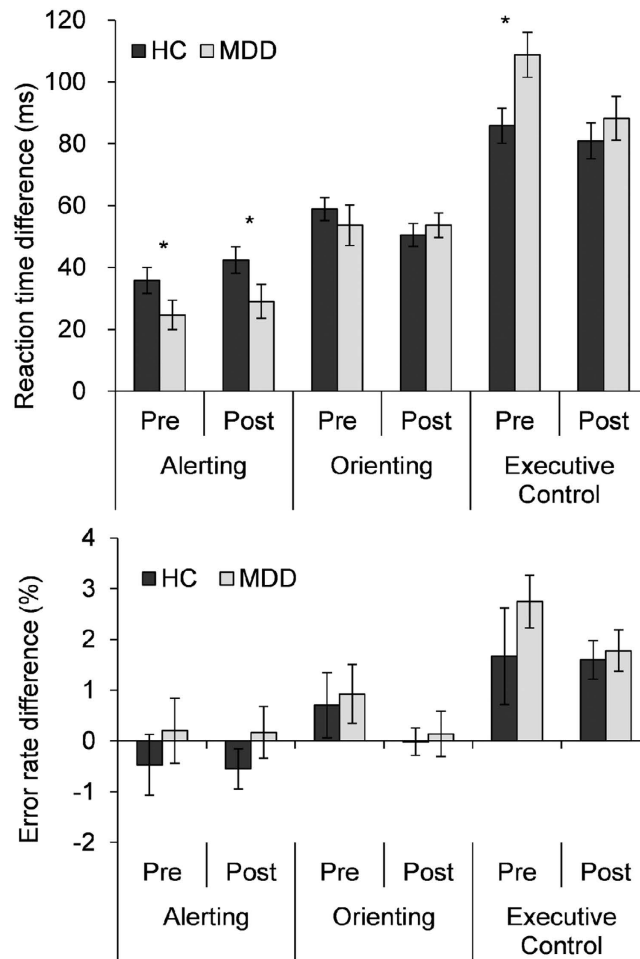 120
HC MDD
*
100
80
60
* *
40
20
0
Reaction time difference (ms)
Pre Post Pre Post Pre Post
Alerting Orienting Executive
Control
4
HC MDD
3
2
1
0
-1
-2
Error rate difference (%)
Pre Post Pre Post Pre Post
Alerting Orienting Executive
Control